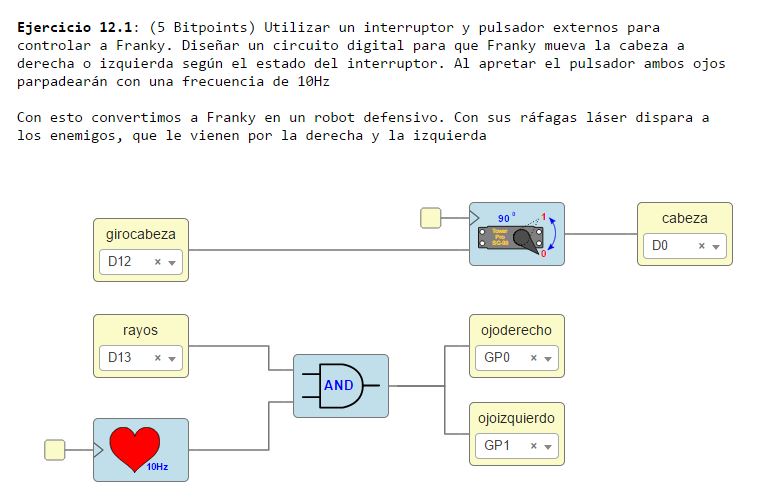 Ejercicio 12.1: (5 Bitpoints) Utilizar un interruptor y pulsador externos para
controlar a Franky. Diseñar un circuito digital para que Franky mueva la cabeza a
derecha o izquierda según el estado del interruptor. Al apretar el pulsador ambos ojos
parpadearán con una frecuencia de 10Hz
Con esto convertimos a Franky en un robot defensivo. Con sus ráfagas láser dispara a
los enemigos, que le vienen por la derecha y la izquierda
girocabeza
D12 ×
90° 1
Tower
Pro
SG-90
0
cabeza
D0 ×
rayos
D13 ×
AND
ojoderecho
GP0 ×
ojoizquierdo
GP1 ×
10Hz